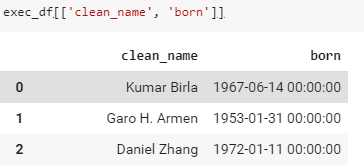 exec_df[['clean_name', 'born']]
clean_name born
0 Kumar Birla 1967-06-14 00:00:00
1 Garo H. Armen 1953-01-31 00:00:00
2 Daniel Zhang 1972-01-11 00:00:00